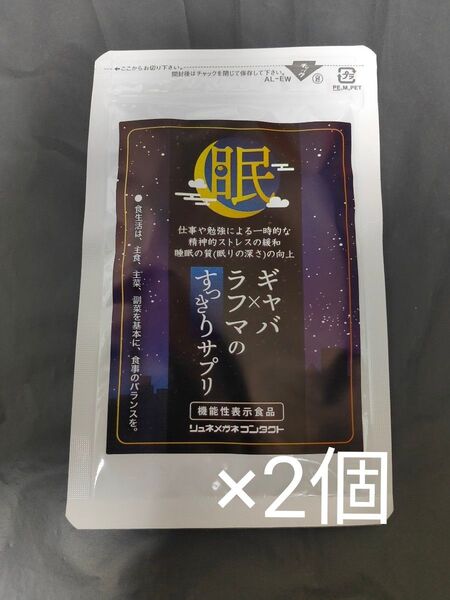 ←ここからお切り下さい。
開封後はチャックを閉じて保存して下さい。
AL-EW
チャック
プラ
PE,M,PET
眠
仕事や勉強による一時的な
精神的ストレスの緩和
睡眠の質(眠りの深さ)の向上
ギャバ
×
ラフマの
すっきりサプリ
●食生活は、主食、主菜、副菜を基本に、食事のバランスを。
機能性表示食品
リュネメガネコンタクト
×2個